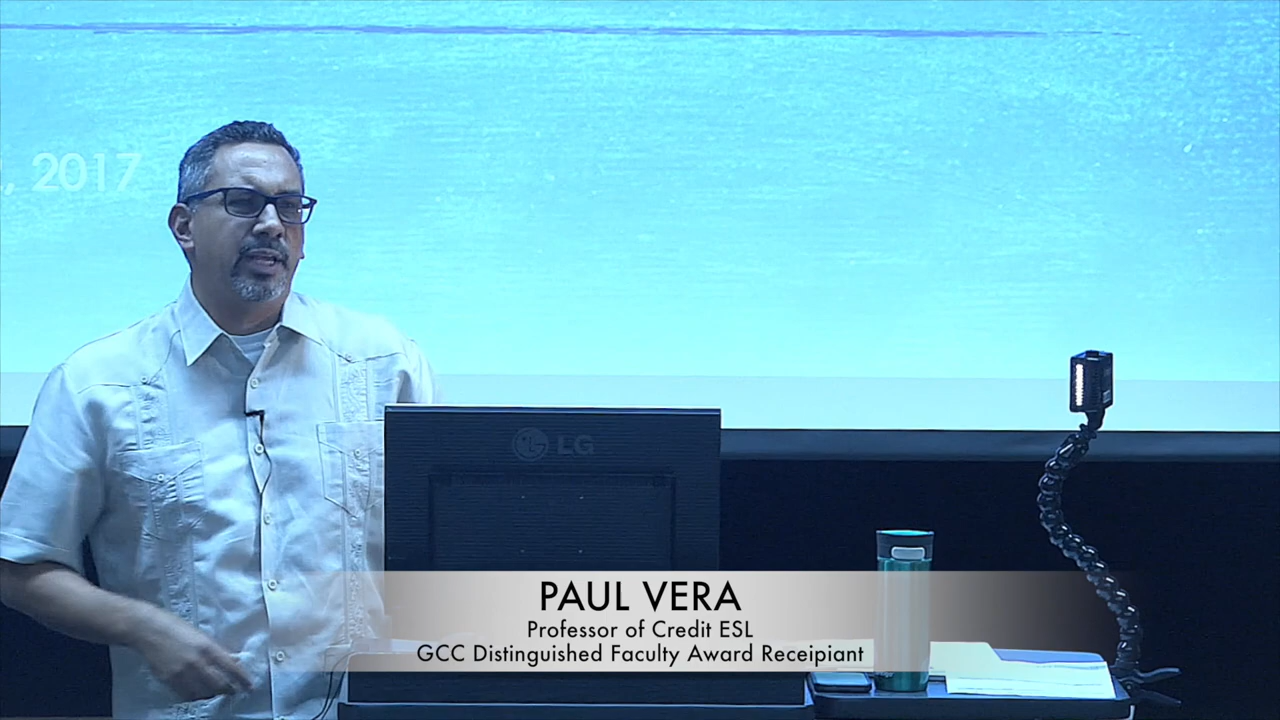 , 2017
LG
PAUL VERA
Professor of Credit ESL
GCC Distinguished Faculty Award Receipiant